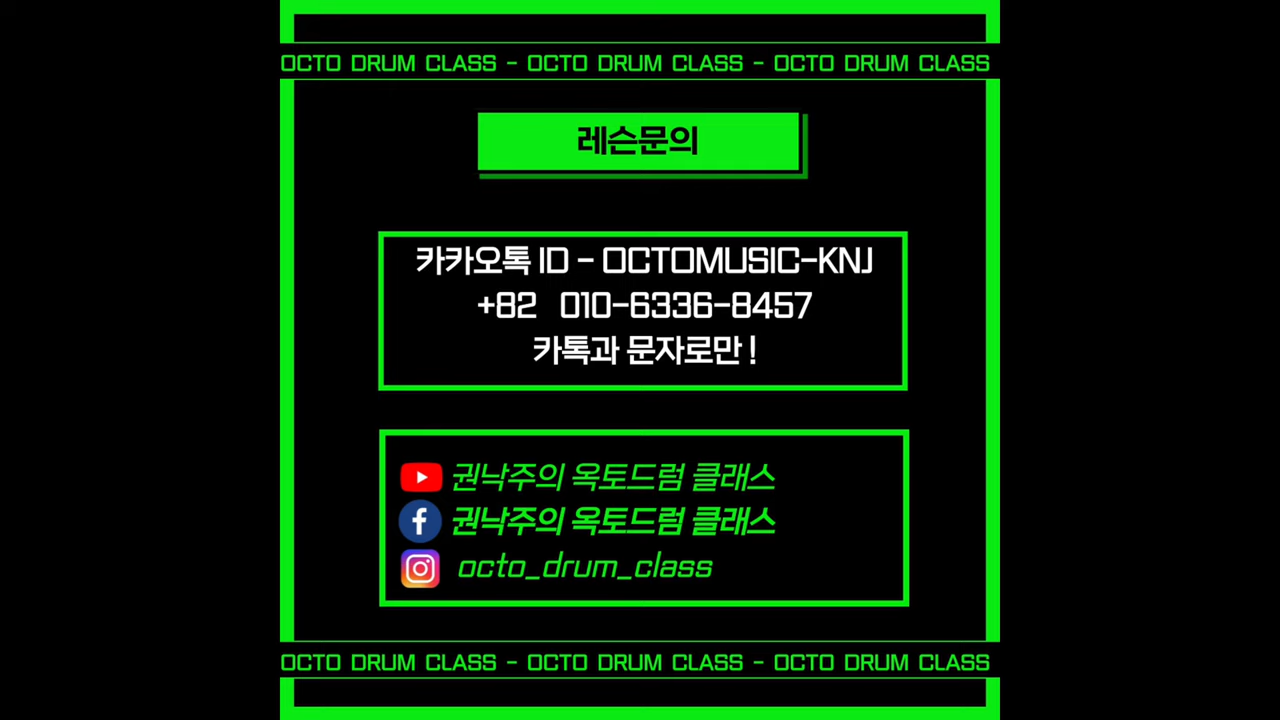 OCTO DRUM CLASS - OCTO DRUM CLASS - OCTO DRUM CLASS
레슨문의
카카오톡 ID - OCTOMUSIC-KNJ
+82 010-6336-8457
카톡과 문자로만 !
권낙주의 옥토드럼 클래스
권낙주의 옥토드럼 클래스
octo_drum_class
OCTO DRUM CLASS - OCTO DRUM CLASS - OCTO DRUM CLASS